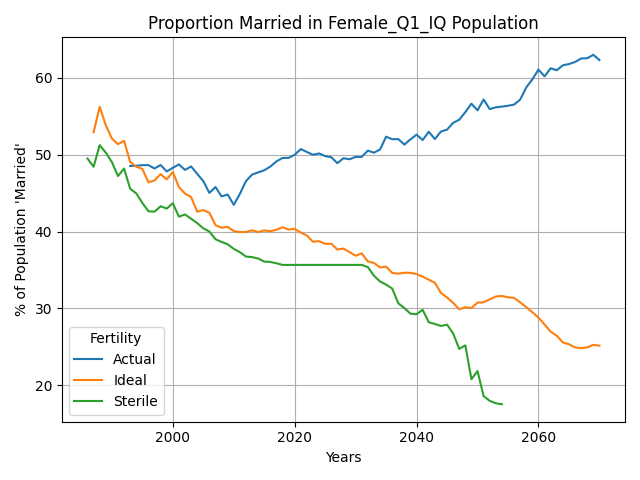 Proportion Married in Female_Q1_IQ Population
% of Population 'Married'
60
50
40
30
20
Fertility
Actual
Ideal
Sterile
2000
2020
2040
2060
Years